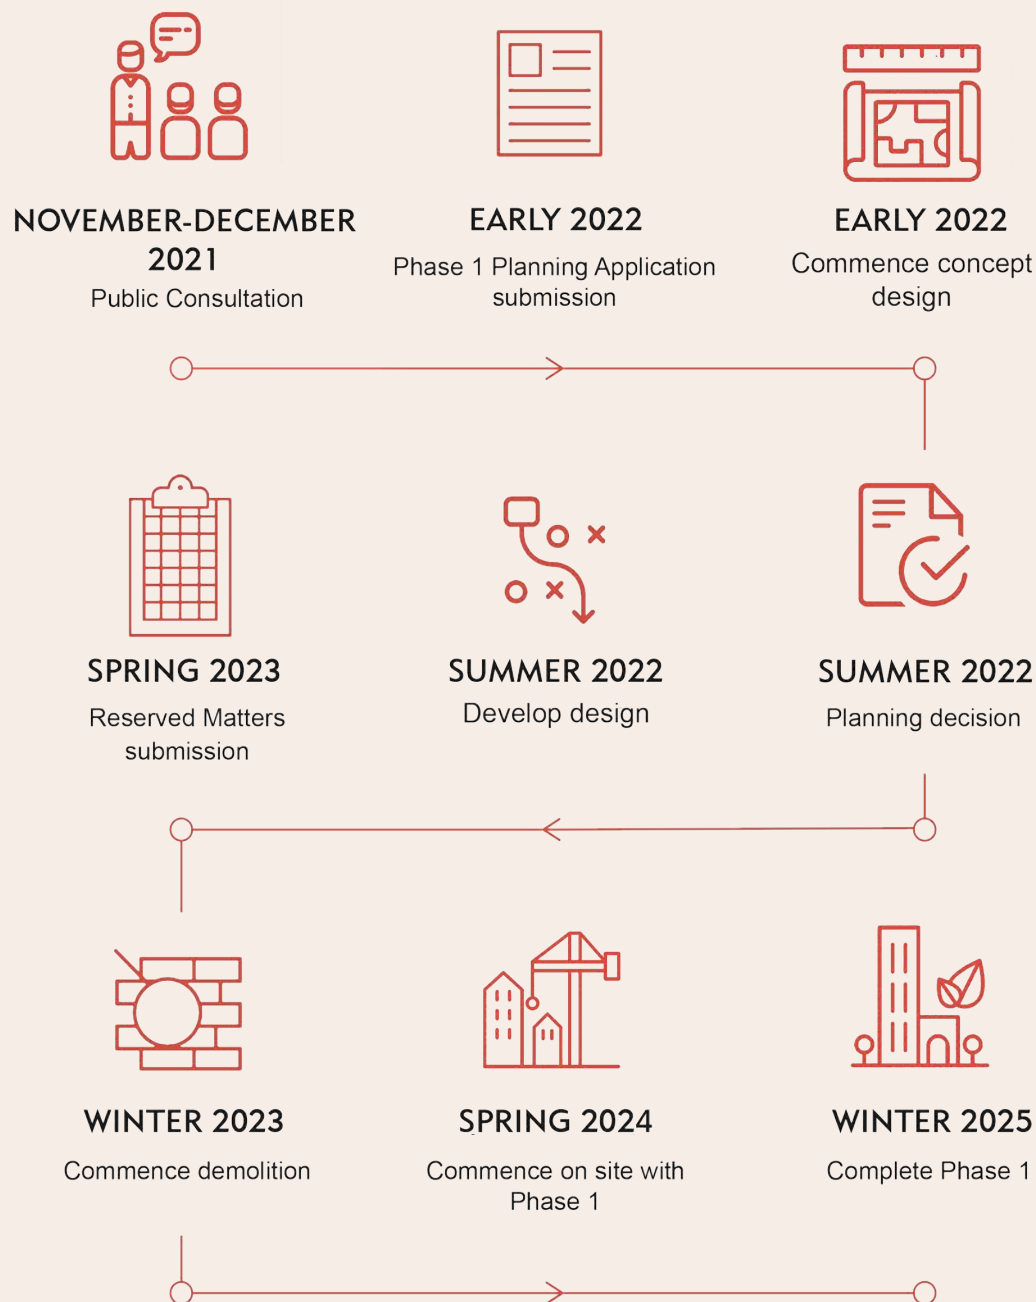 NOVEMBER-DECEMBER
2021
Public Consultation
EARLY 2022
Phase 1 Planning Application
submission
EARLY 2022
Commence concept
design
SPRING 2023
Reserved Matters
submission
SUMMER 2022
Develop design
SUMMER 2022
Planning decision
WINTER 2023
Commence demolition
SPRING 2024
Commence on site with
Phase 1
WINTER 2025
Complete Phase 1